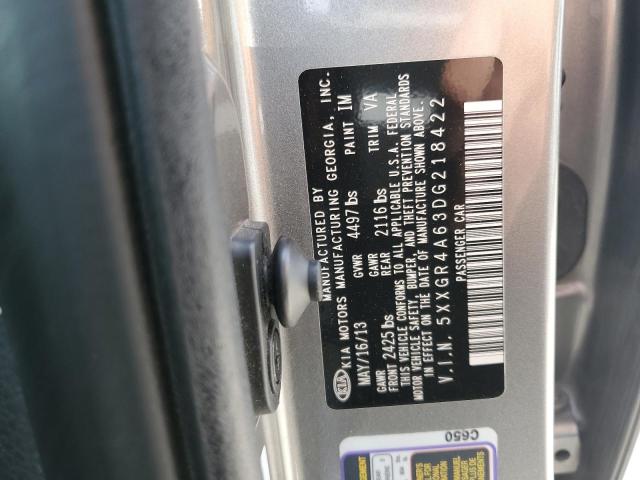 MANUFACTURED BY
KIA KIA MOTORS MANUFACTURING GEORGIA, INC.
MAY/16/13 GVWR 4497 lbs PAINT IM
GAWR GAWR
FRONT 2425 lbs REAR 2116 lbs TRIM VA
THIS VEHICLE CONFORMS TO ALL APPLICABLE U.S.A. FEDERAL
MOTOR VEHICLE SAFETY, BUMPER, AND THEFT PREVENTION STANDARDS
IN EFFECT ON THE DATE OF MANUFACTURE SHOWN ABOVE.
V.I.N. 5XXGR4A63DG218422
PASSENGER CAR
C650